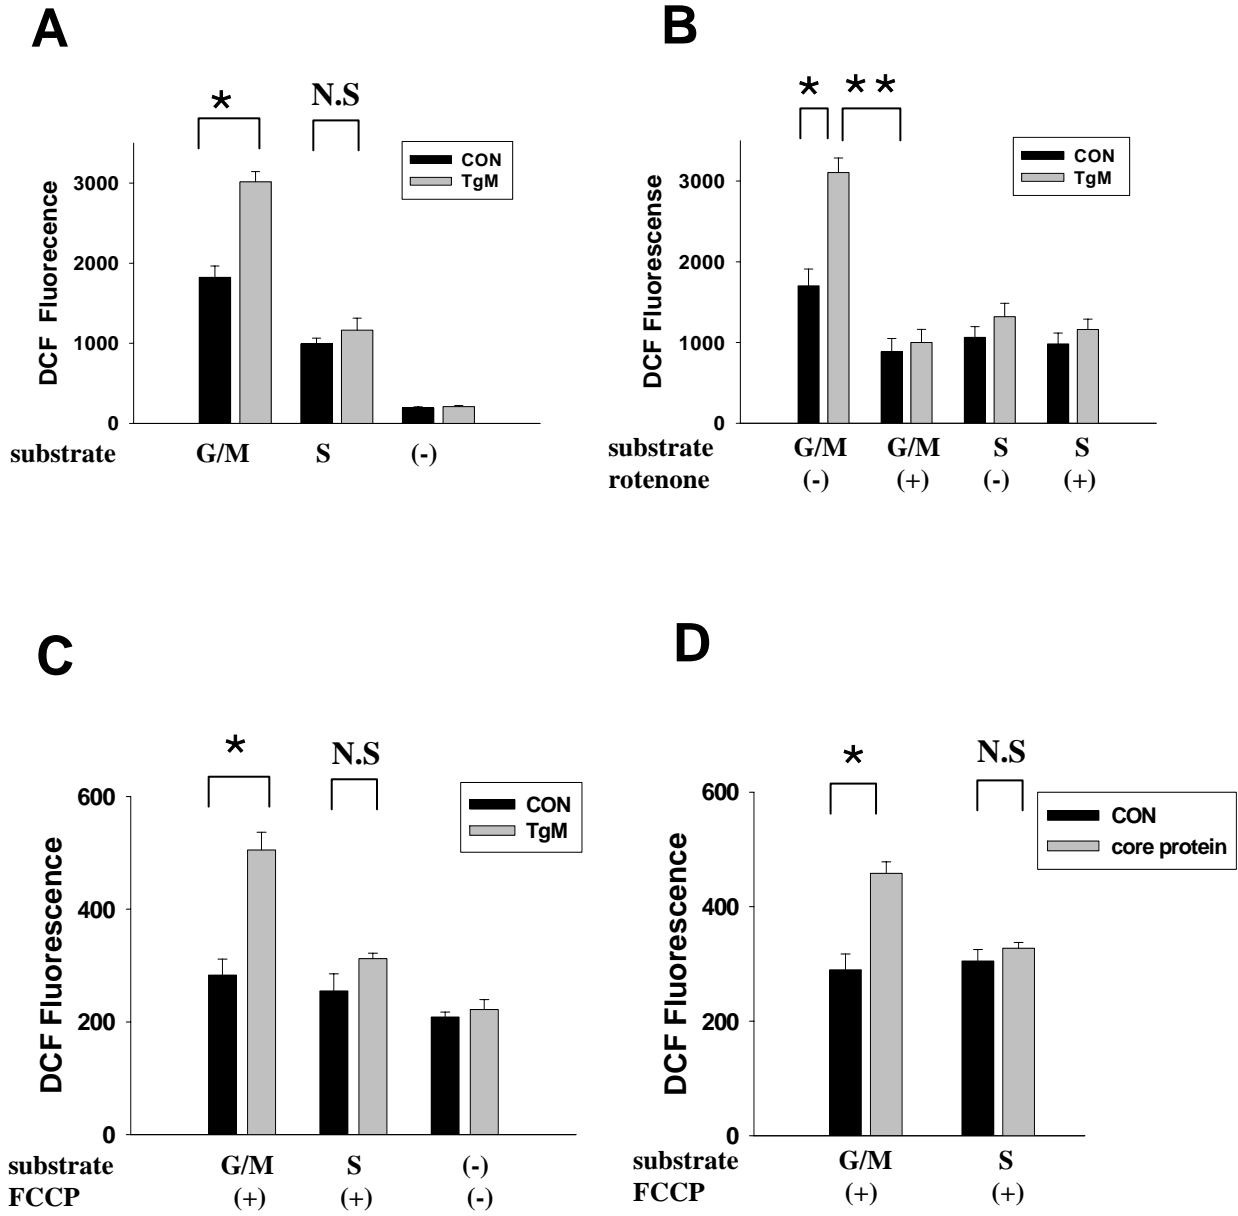 A
*
N.S
CON
TgM
DCF Fluorecence
3000
2000
1000
0
substrate G/M S (-)
B
* **
CON
TgM
DCF Fluorescense
3000
2000
1000
0
substrate G/M G/M S S
rotenone (-) (+) (-) (+)
C
*
N.S
CON
TgM
DCF Fluorescence
600
400
200
0
substrate G/M S (-)
FCCP (+) (+) (-)
D
*
N.S
CON
core protein
DCF Fluorescence
600
400
200
0
substrate G/M S
FCCP (+) (+)